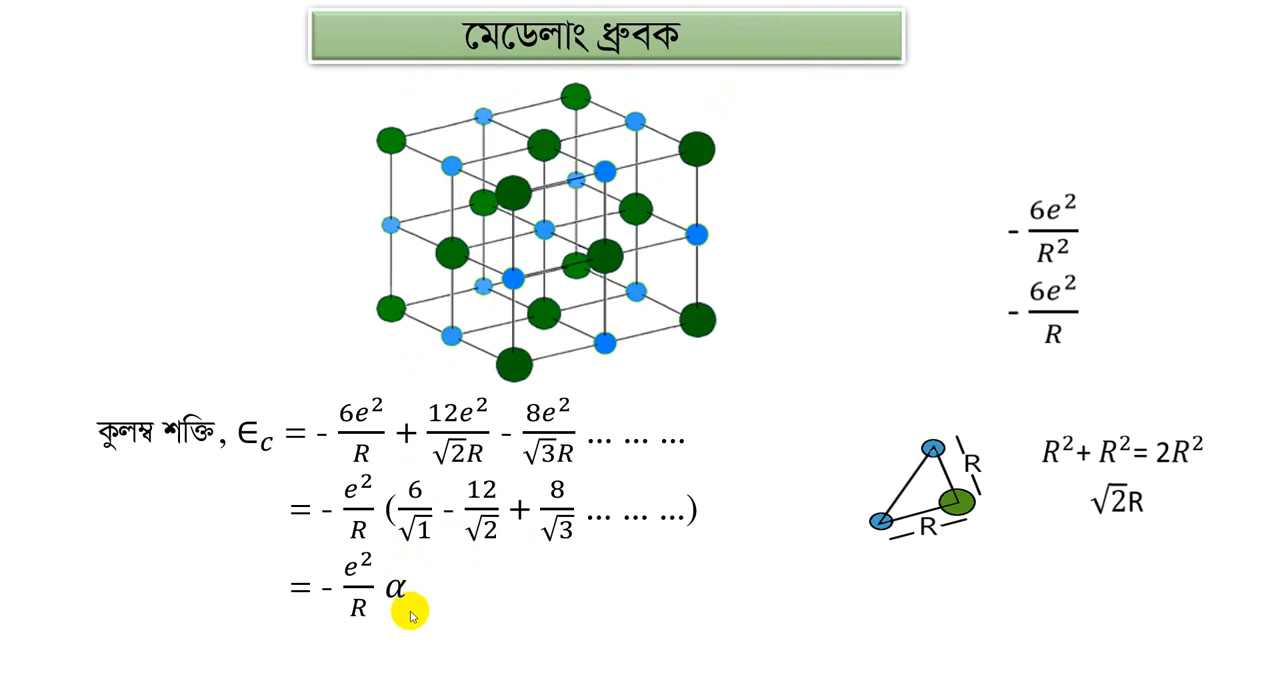 মেডেলাং ধ্রুবক
- 6e²/R²
- 6e²/R
কুলম্ব শক্তি, ∈c = - 6e²/R + 12e²/√2R - 8e²/√3R ... ... ...
= - e²/R (6/√1 - 12/√2 + 8/√3 ... ... ...)
= - e²/R α
R
R
R²+ R²= 2R²
√2R